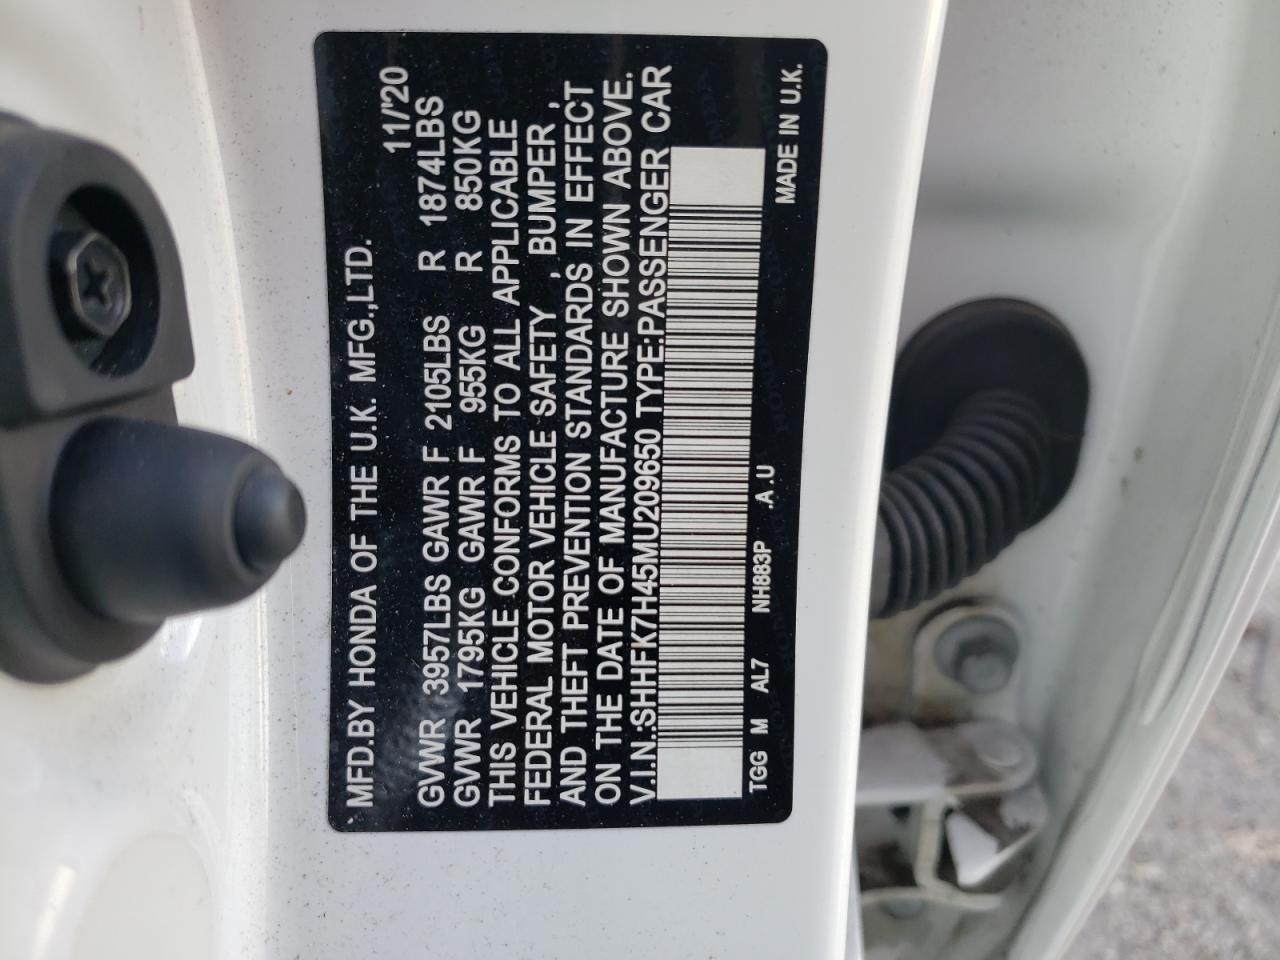 MFD.BY HONDA OF THE U.K. MFG.,LTD. 11/'20
GVWR 3957LBS GAWR F 2105LBS R 1874LBS
GVWR 1795KG GAWR F 955KG R 850KG
THIS VEHICLE CONFORMS TO ALL APPLICABLE
FEDERAL MOTOR VEHICLE SAFETY , BUMPER ,
AND THEFT PREVENTION STANDARDS IN EFFECT
ON THE DATE OF MANUFACTURE SHOWN ABOVE.
V.I.N.:SHHFK7H45MU209650 TYPE:PASSENGER CAR
TGG M AL7 NH883P .A.U MADE IN U.K.